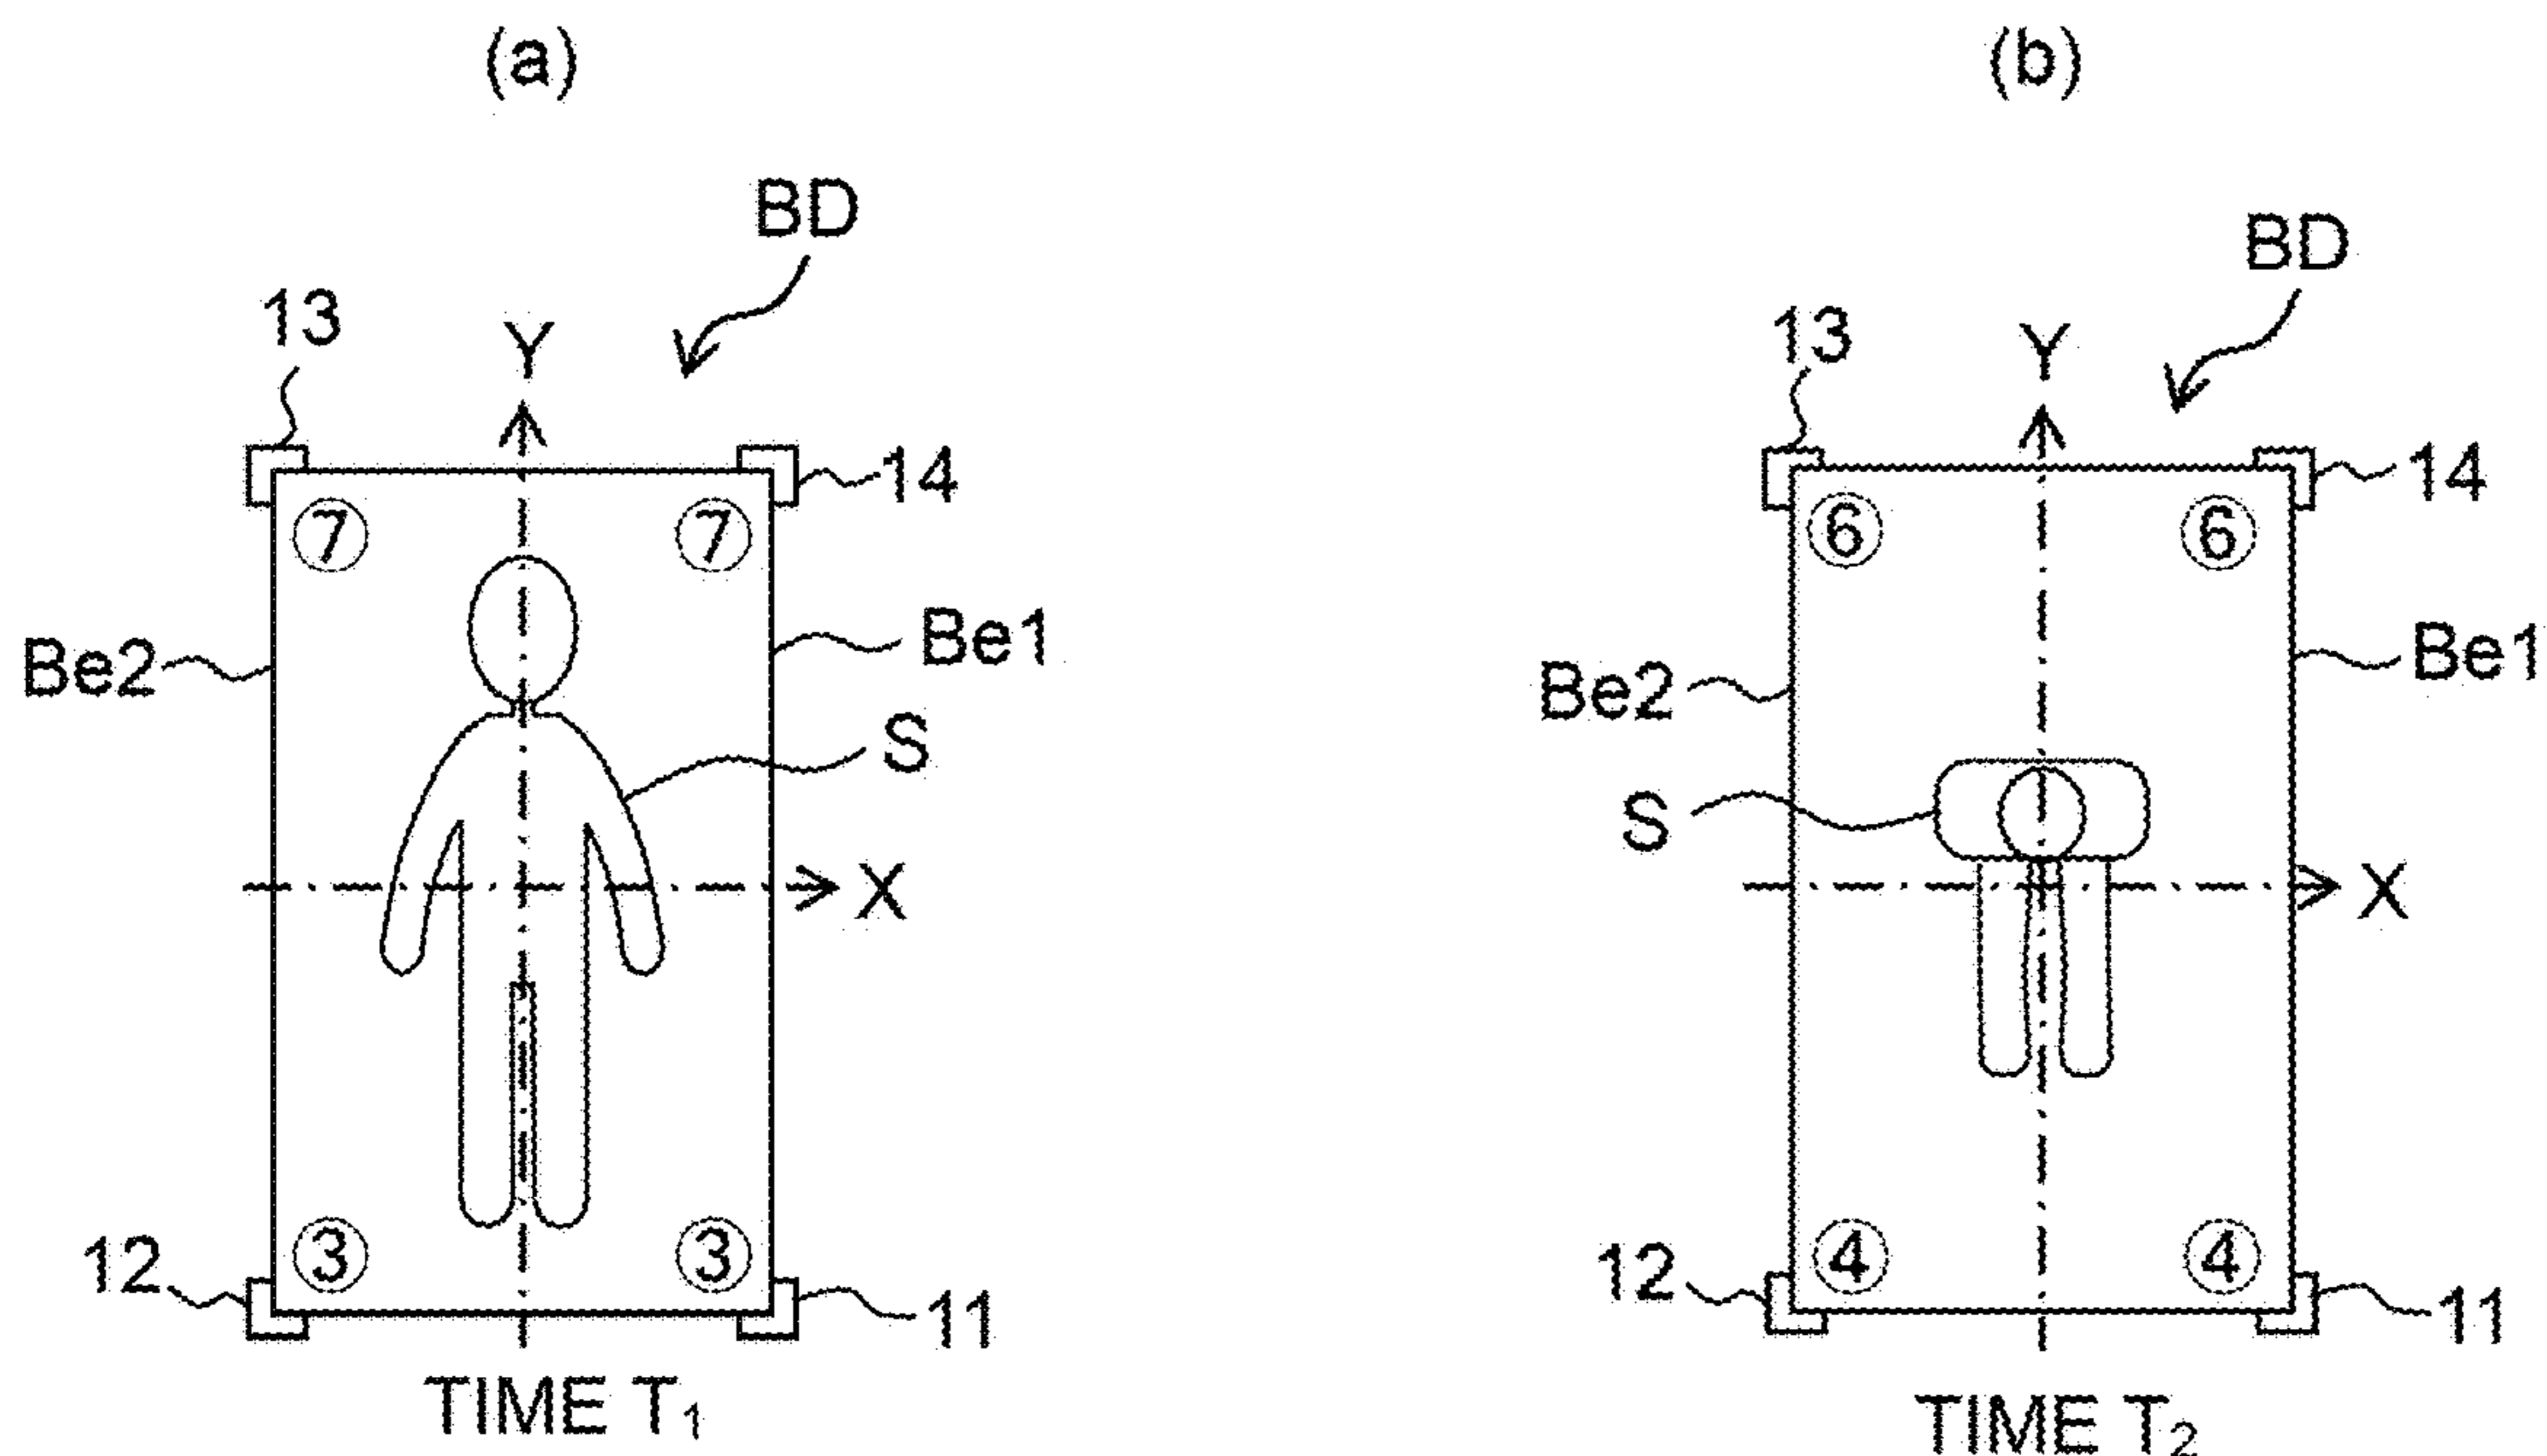 (a)
(b)
BD
BD
13
Y
14
13
Y
14
⑦
⑦
⑥
⑥
Be2
Be1
Be2
Be1
S
S
X
X
12
③
③
11
12
④
④
11
TIME T₁
TIME T₂